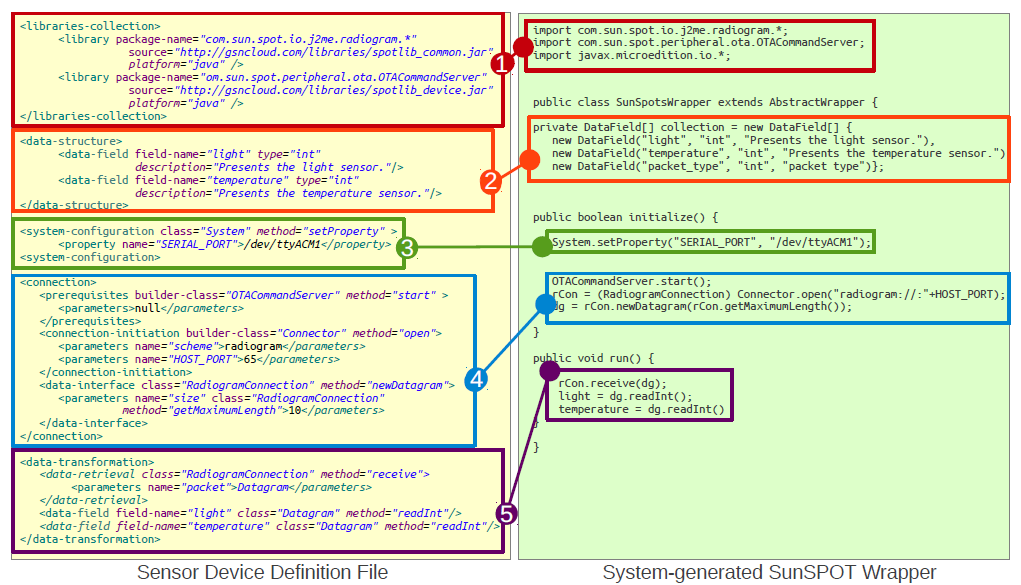 <libraries-collection>
<library package-name="com.sun.spot.io.j2me.radiogram.*"
source="http://gsncloud.com/libraries/spotlib_common.jar"
platform="java" />
<library package-name="om.sun.spot.peripheral.ota.OTACommandServer"
source="http://gsncloud.com/libraries/spotlib_device.jar"
platform="java" />
</libraries-collection>
1
<data-structure>
<data-field field-name="light" type="int"
description="Presents the light sensor."/>
<data-field field-name="temperature" type="int"
description="Presents the temperature sensor."/>
</data-structure>
2
<system-configuration class="System" method="setProperty" >
<property name="SERIAL_PORT">/dev/ttyACM1</property>
<system-configuration>
3
<connection>
<prerequisites builder-class="OTACommandServer" method="start" >
<parameters>null</parameters>
</prerequisites>
<connection-initiation builder-class="Connector" method="open">
<parameters name="scheme">radiogram</parameters>
<parameters name="HOST_PORT">65</parameters>
</connection-initiation>
<data-interface class="RadiogramConnection" method="newDatagram">
<parameters name="size" class="RadiogramConnection"
method="getMaximumLength">10</parameters>
</data-interface>
</connection>
4
<data-transformation>
<data-retrieval class="RadiogramConnection" method="receive">
<parameters name="packet">Datagram</parameters>
</data-retrieval>
<data-field field-name="light" class="Datagram" method="readInt"/>
<data-field field-name="temperature" class="Datagram" method="readInt"/>
</data-transformation>
5
Sensor Device Definition File
import com.sun.spot.io.j2me.radiogram.*;
import com.sun.spot.peripheral.ota.OTACommandServer;
import javax.microedition.io.*;
public class SunSpotsWrapper extends AbstractWrapper {
private DataField[] collection = new DataField[] {
new DataField("light", "int", "Presents the light sensor."),
new DataField("temperature", "int", "Presents the temperature sensor.")
new DataField("packet_type", "int", "packet type")};
public boolean initialize() {
System.setProperty("SERIAL_PORT", "/dev/ttyACM1");
OTACommandServer.start();
rCon = (RadiogramConnection) Connector.open("radiogram://:"+HOST_PORT);
dg = rCon.newDatagram(rCon.getMaximumLength());
}
public void run() {
rCon.receive(dg);
light = dg.readInt();
temperature = dg.readInt()
}
}
System-generated SunSPOT Wrapper